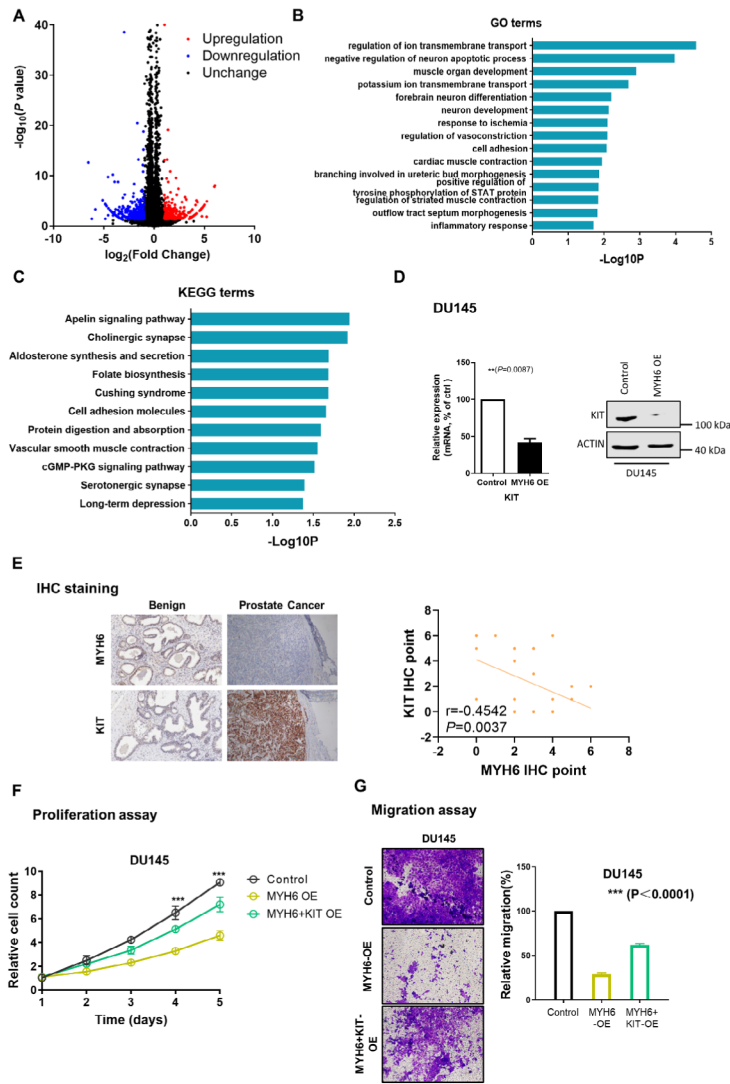 A
40
30
20
10
0
-10
-5
0
5
10
-log10(P value)
log2(Fold Change)
Upregulation
Downregulation
Unchange
B
GO terms
regulation of ion transmembrane transport
negative regulation of neuron apoptotic process
muscle organ development
potassium ion transmembrane transport
forebrain neuron differentiation
neuron development
response to ischemia
regulation of vasoconstriction
cell adhesion
cardiac muscle contraction
branching involved in ureteric bud morphogenesis
positive regulation of
tyrosine phosphorylation of STAT protein
regulation of striated muscle contraction
outflow tract septum morphogenesis
inflammatory response
0
1
2
3
4
5
-Log10P
C
KEGG terms
Apelin signaling pathway
Cholinergic synapse
Aldosterone synthesis and secretion
Folate biosynthesis
Cushing syndrome
Cell adhesion molecules
Protein digestion and absorption
Vascular smooth muscle contraction
cGMP-PKG signaling pathway
Serotonergic synapse
Long-term depression
0.0
0.5
1.0
1.5
2.0
2.5
-Log10P
D
DU145
Relative expression
(mRNA, % of ctrl )
150
100
50
0
**(P=0.0087)
Control
MYH6 OE
KIT
Control
MYH6 OE
KIT
100 kDa
ACTIN
40 kDa
DU145
E
IHC staining
Benign
Prostate Cancer
MYH6
KIT
KIT IHC point
8
6
4
2
0
-2
r=-0.4542
P=0.0037
-2
0
2
4
6
8
MYH6 IHC point
F
Proliferation assay
DU145
Relative cell count
10
8
6
4
2
0
***
***
1
2
3
4
5
Time (days)
Control
MYH6 OE
MYH6+KIT OE
G
Migration assay
DU145
Control
MYH6-OE
MYH6+KIT-
OE
Relative migration(%)
150
100
50
0
DU145
*** (P<0.0001)
Control
MYH6
-OE
MYH6+
KIT-OE